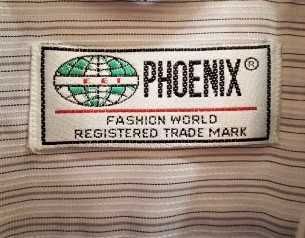 PHOENIX®
FASHION WORLD
REGISTERED TRADE MARK